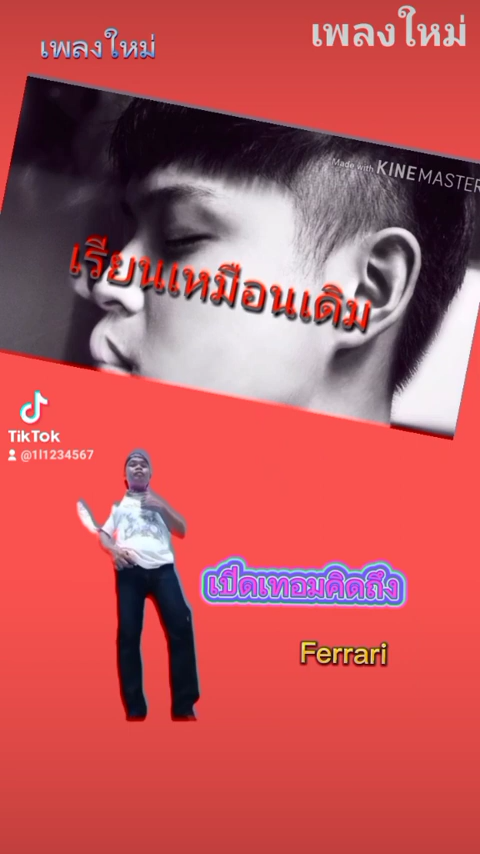 เพลงใหม่
เพลงใหม่
Made with KINEMASTER
เรียนเหมือนเดิม
TikTok
@1l1234567
เปิดเทอมคิดถึง
Ferrari